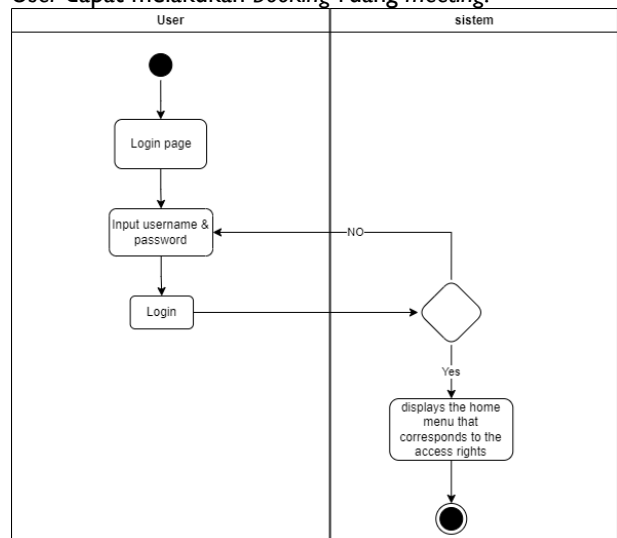 User dapat melakukan booking ruang meeting.
User
sistem
Login page
Input username &
password
NO
Login
Yes
displays the home
menu that
corresponds to the
access rights